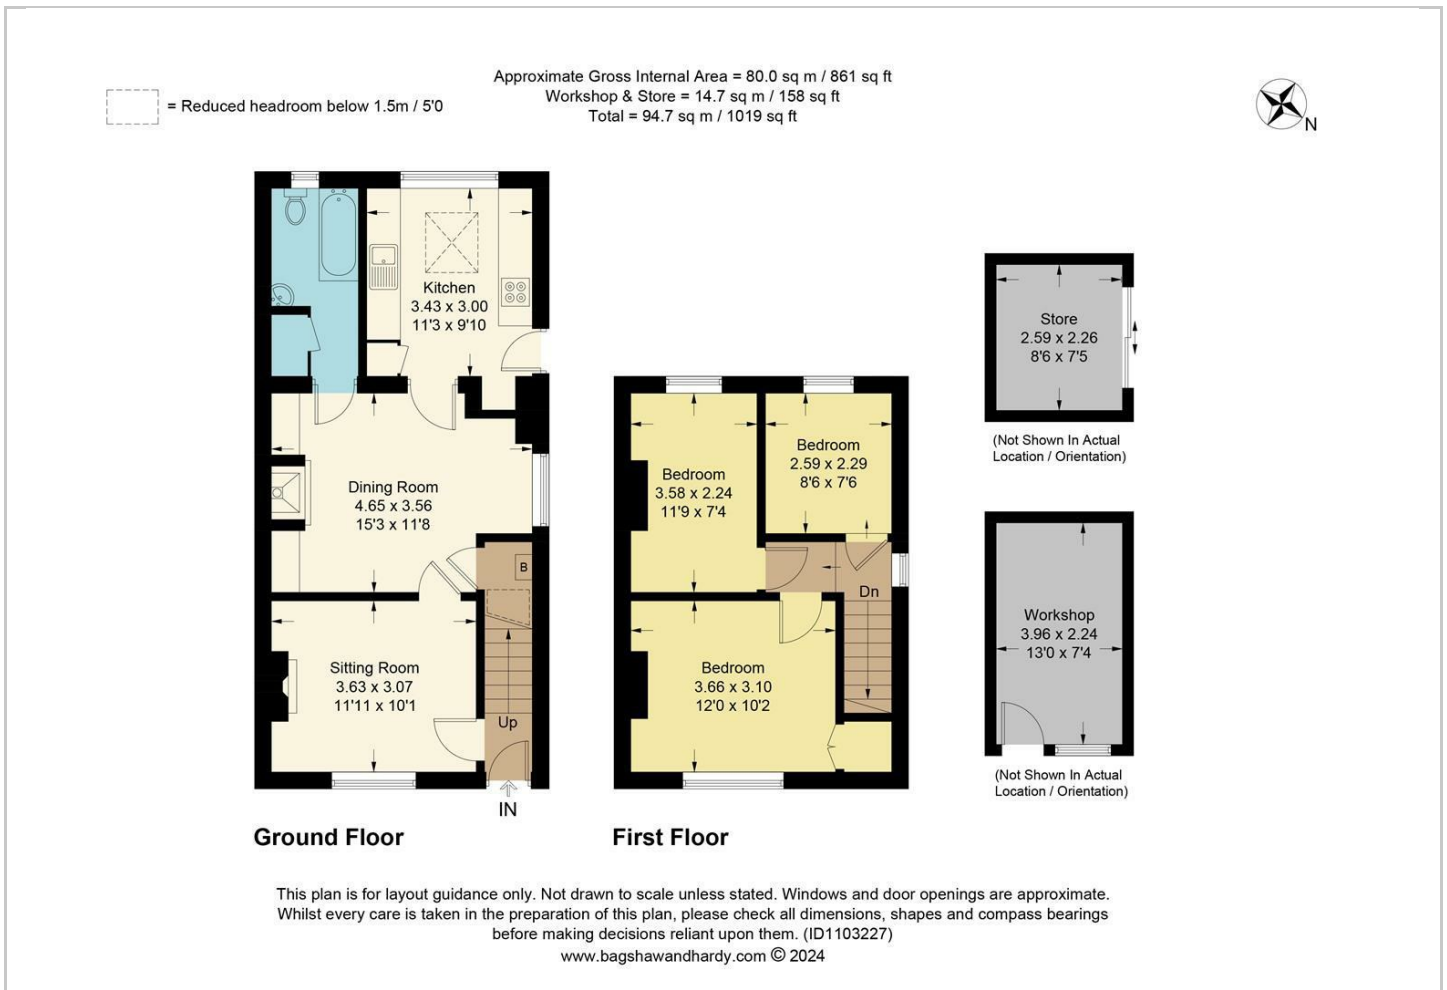 Approximate Gross Internal Area = 80.0 sq m / 861 sq ft
Workshop & Store = 14.7 sq m / 158 sq ft
Total = 94.7 sq m / 1019 sq ft
= Reduced headroom below 1.5m / 5'0
N
Kitchen
3.43 x 3.00
11'3 x 9'10
Dining Room
4.65 x 3.56
15'3 x 11'8
B
Sitting Room
3.63 x 3.07
11'11 x 10'1
Up
IN
Ground Floor
Bedroom
3.58 x 2.24
11'9 x 7'4
Bedroom
2.59 x 2.29
8'6 x 7'6
Dn
Bedroom
3.66 x 3.10
12'0 x 10'2
First Floor
Store
2.59 x 2.26
8'6 x 7'5
(Not Shown In Actual
Location / Orientation)
Workshop
3.96 x 2.24
13'0 x 7'4
(Not Shown In Actual
Location / Orientation)
This plan is for layout guidance only. Not drawn to scale unless stated. Windows and door openings are approximate.
Whilst every care is taken in the preparation of this plan, please check all dimensions, shapes and compass bearings
before making decisions reliant upon them. (ID1103227)
www.bagshawandhardy.com © 2024